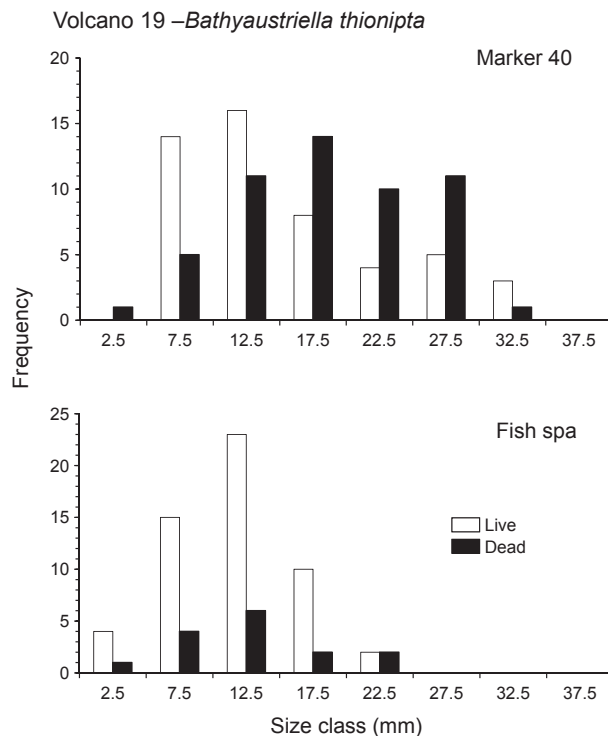 Volcano 19 –Bathyaustriella thionipta
Marker 40
20
15
10
5
0
2.5 7.5 12.5 17.5 22.5 27.5 32.5 37.5
Frequency
Fish spa
25
20
15
10
5
0
Live
Dead
2.5 7.5 12.5 17.5 22.5 27.5 32.5 37.5
Size class (mm)